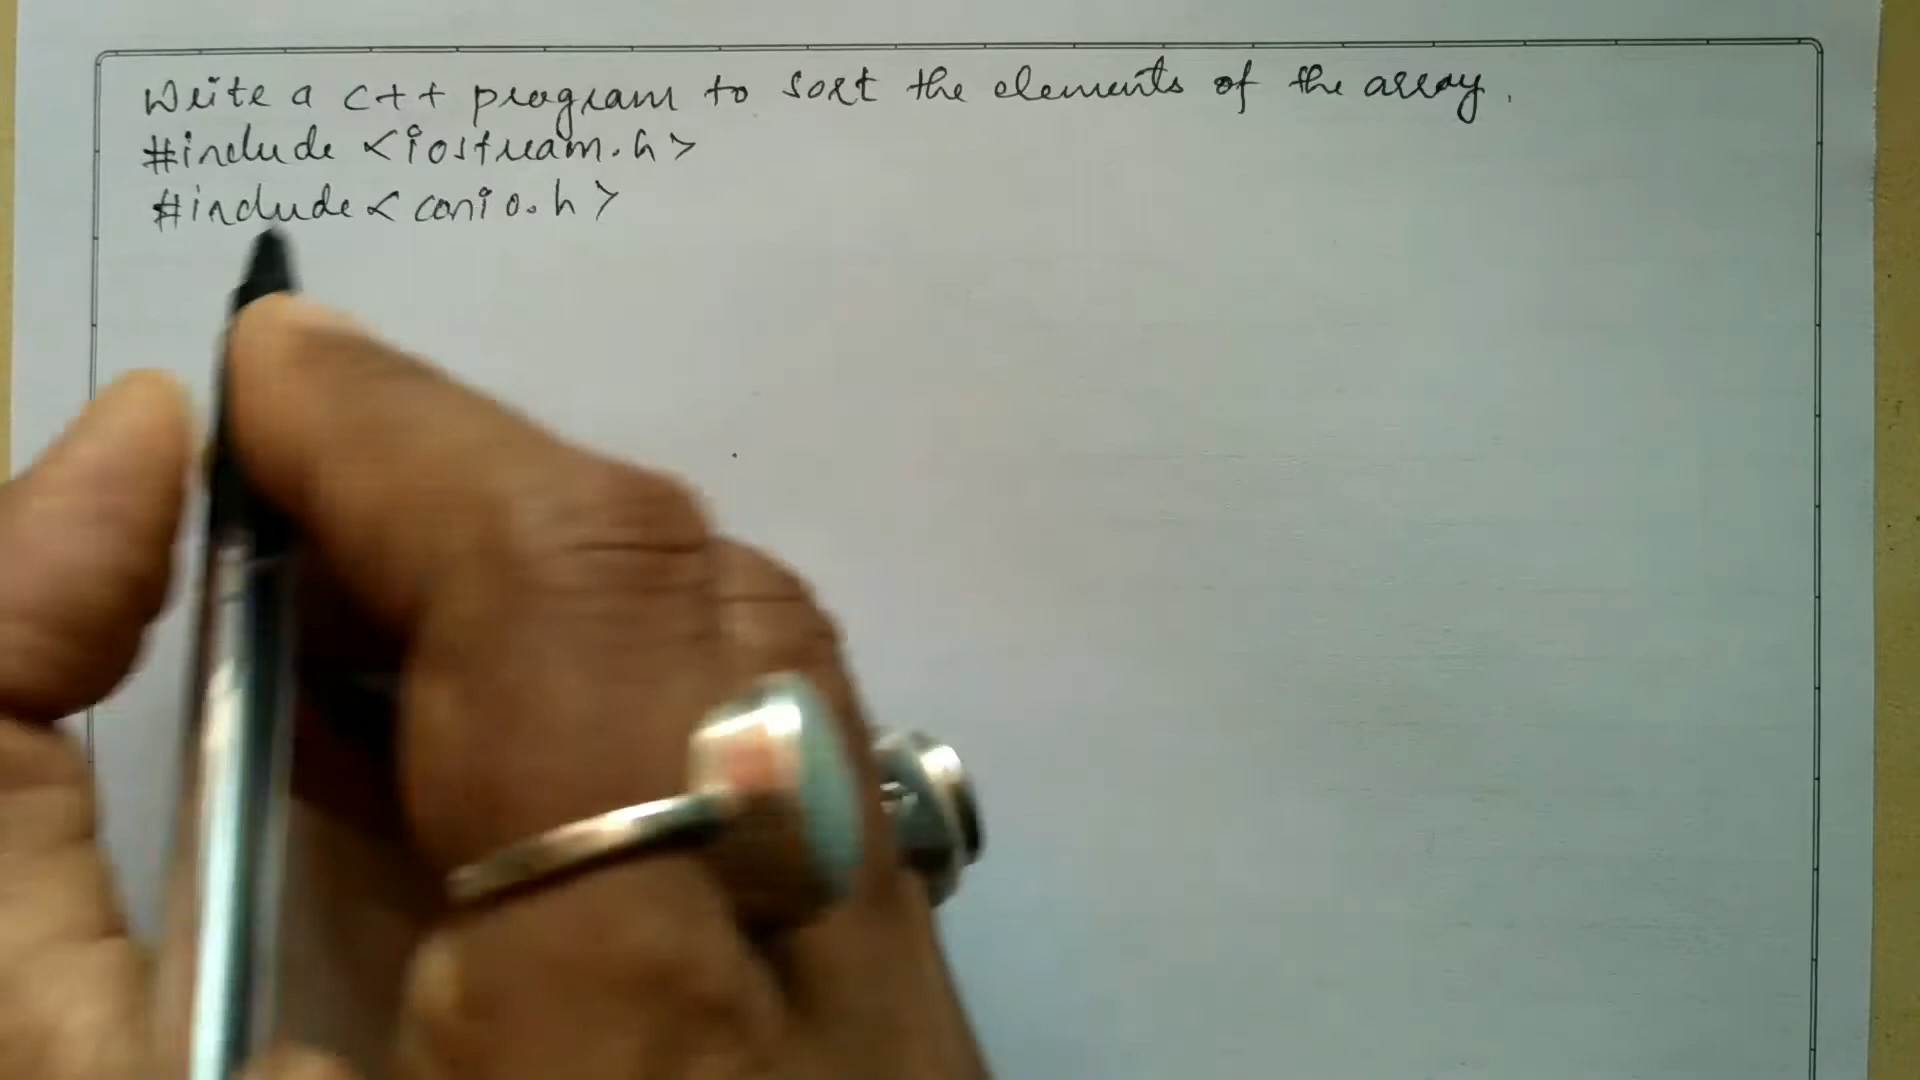 Write a c++ program to sort the elements of the array.
#include <iostream.h>
#include <conio.h>